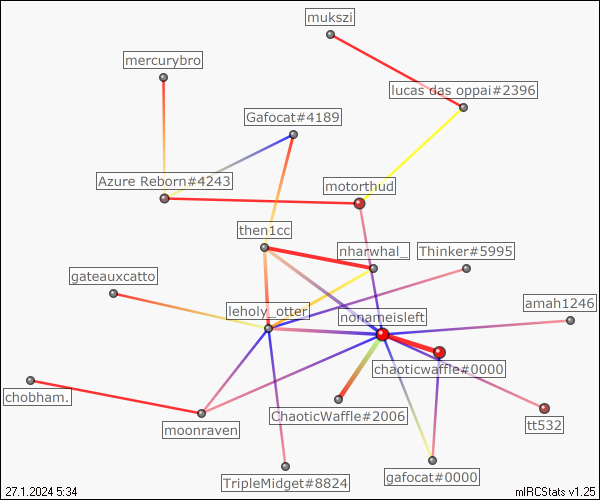 mukszi
mercurybro
lucas das oppai#2396
Gafocat#4189
Azure Reborn#4243
motorthud
then1cc
nharwhal_
Thinker#5995
gateauxcatto
amah1246
leholy_otter
nonameisleft
chaoticwaffle#0000
chobham.
ChaoticWaffle#2006
tt532
moonraven
TripleMidget#8824
gafocat#0000
27.1.2024 5:34
mIRCStats v1.25